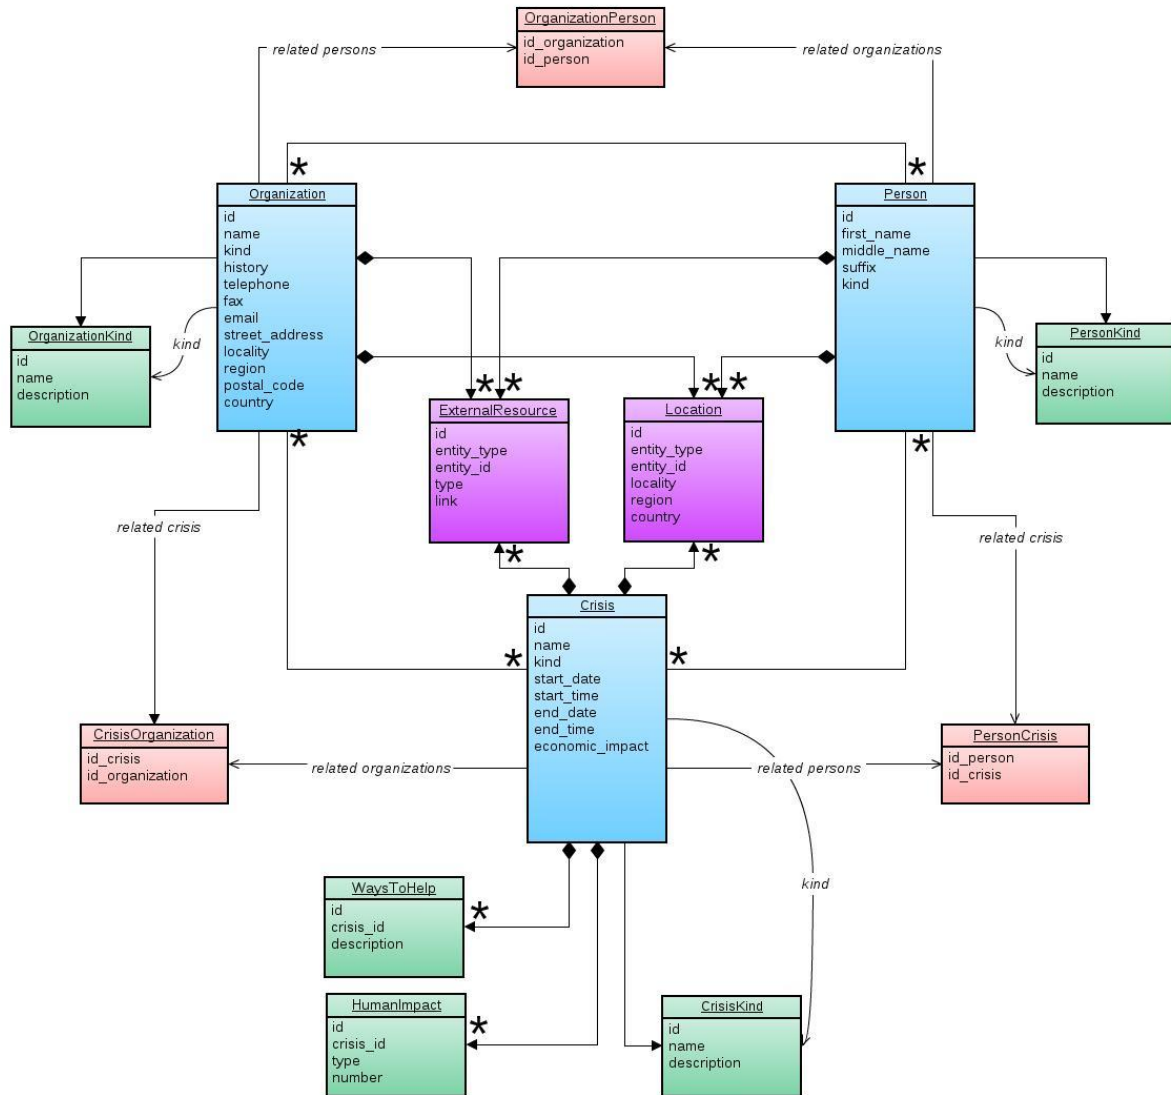 OrganizationPerson
id_organization
id_person
related persons
related organizations
*
*
Organization
id
name
kind
history
telephone
fax
email
street_address
locality
region
postal_code
country
Person
id
first_name
middle_name
suffix
kind
OrganizationKind
id
name
description
kind
PersonKind
id
name
description
kind
*
*
*
*
ExternalResource
id
entity_type
entity_id
type
link
Location
id
entity_type
entity_id
locality
region
country
*
*
related crisis
related crisis
*
*
Crisis
id
name
kind
start_date
start_time
end_date
end_time
economic_impact
*
*
CrisisOrganization
id_crisis
id_organization
related organizations
related persons
PersonCrisis
id_person
id_crisis
kind
WaysToHelp
id
crisis_id
description
*
HumanImpact
id
crisis_id
type
number
*
CrisisKind
id
name
description